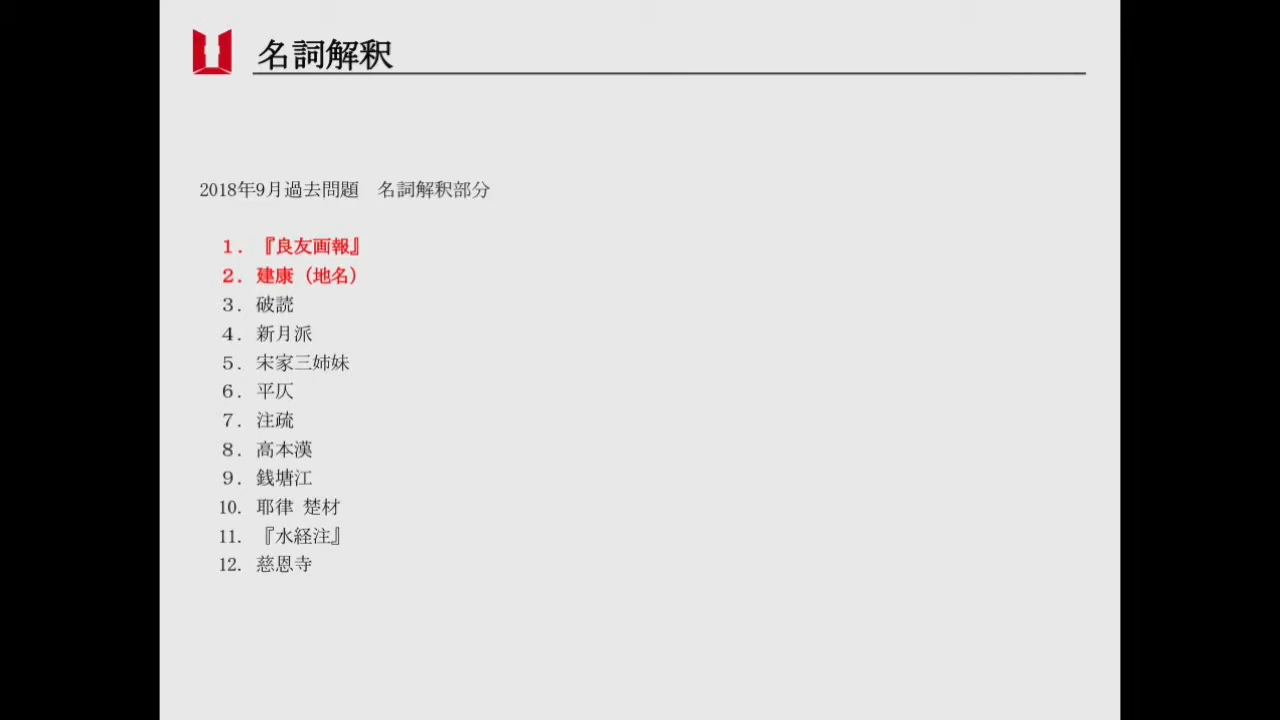 名詞解釈
2018年9月過去問題　名詞解釈部分
１．『良友画報』
２．建康（地名）
３．破読
４．新月派
５．宋家三姉妹
６．平仄
７．注疏
８．高本漢
９．銭塘江
10. 耶律 楚材
11. 『水経注』
12. 慈恩寺